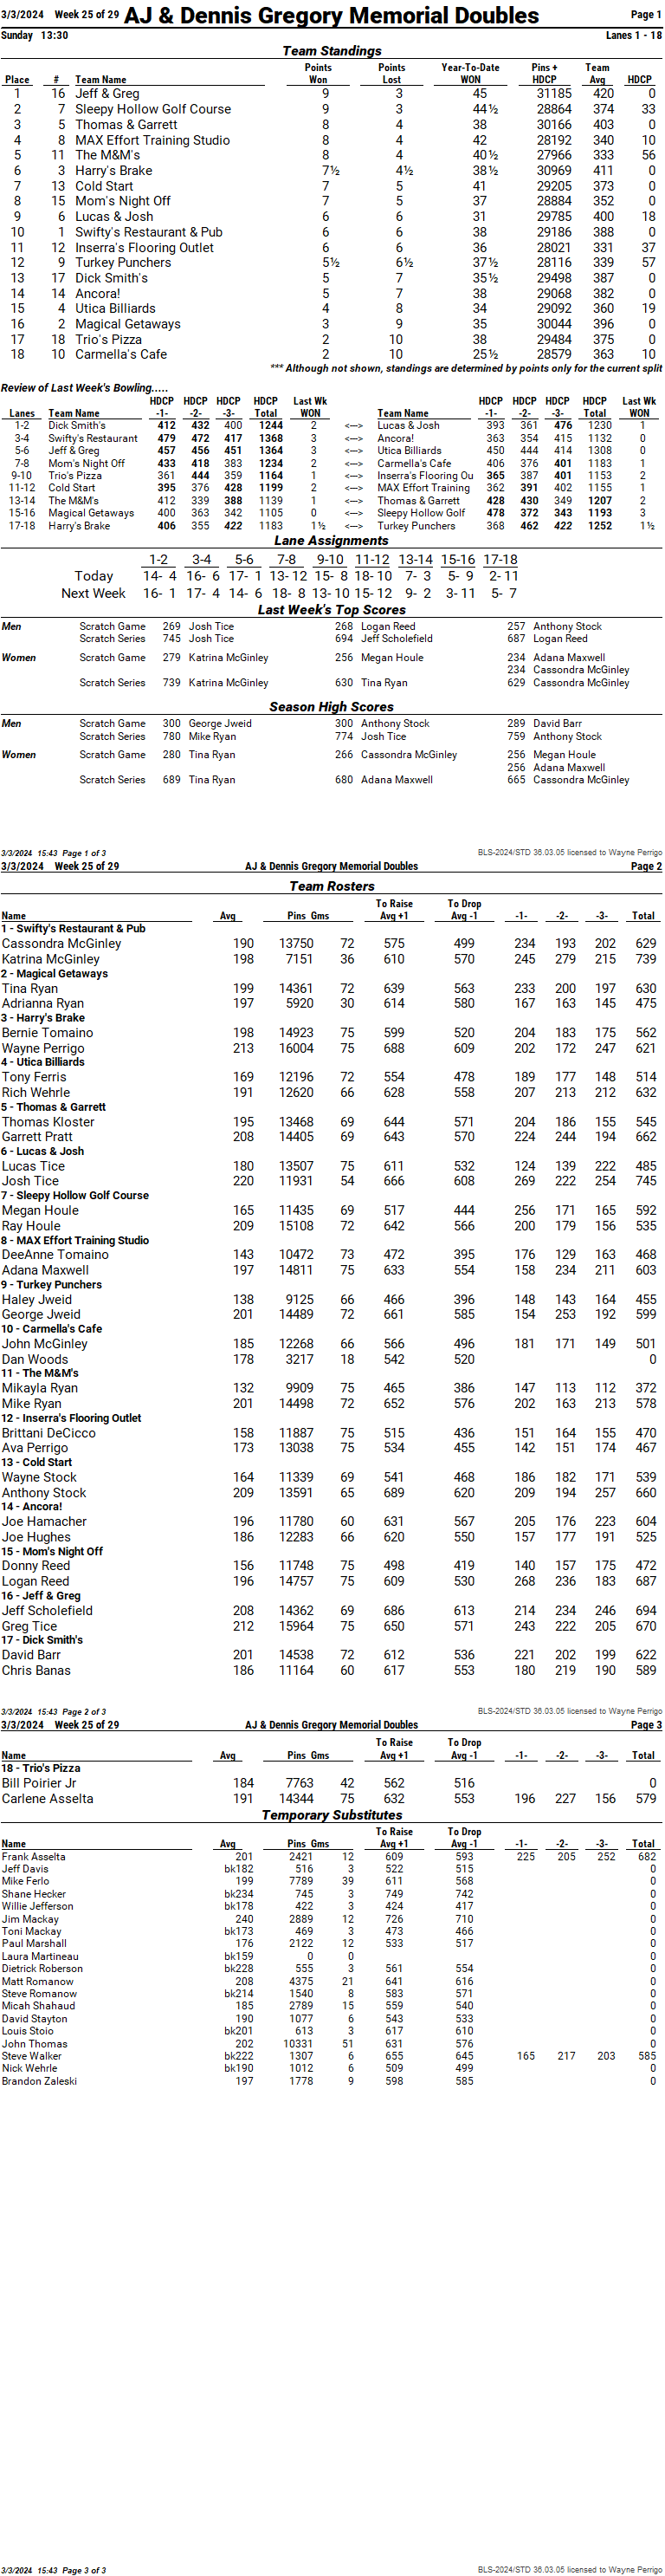 3/3/2024 Week 25 of 29 AJ & Dennis Gregory Memorial Doubles Page 1
Sunday 13:30 Lanes 1 - 18
Team Standings
Points Points Year-To-Date Pins + Team
Place # Team Name Won Lost WON HDCP Avg HDCP
1 16 Jeff & Greg 9 3 45 31185 420 0
2 7 Sleepy Hollow Golf Course 9 3 44½ 28864 374 33
3 5 Thomas & Garrett 8 4 38 30166 403 0
4 8 MAX Effort Training Studio 8 4 42 28192 340 10
5 11 The M&M's 8 4 40½ 27966 333 56
6 3 Harry's Brake 7½ 4½ 38½ 30969 411 0
7 13 Cold Start 7 5 41 29205 373 0
8 15 Mom's Night Off 7 5 37 28884 352 0
9 6 Lucas & Josh 6 6 31 29785 400 18
10 1 Swifty's Restaurant & Pub 6 6 38 29186 388 0
11 12 Inserra's Flooring Outlet 6 6 36 28021 331 37
12 9 Turkey Punchers 5½ 6½ 37½ 28116 339 57
13 17 Dick Smith's 5 7 35½ 29498 387 0
14 14 Ancora! 5 7 38 29068 382 0
15 4 Utica Billiards 4 8 34 29092 360 19
16 2 Magical Getaways 3 9 35 30044 396 0
17 18 Trio's Pizza 2 10 38 29484 375 0
18 10 Carmella's Cafe 2 10 25½ 28579 363 10
*** Although not shown, standings are determined by points only for the current split
Review of Last Week's Bowling.....
HDCP HDCP HDCP HDCP Last Wk HDCP HDCP HDCP HDCP Last Wk
Lanes Team Name -1- -2- -3- Total WON Team Name -1- -2- -3- Total WON
1-2 Dick Smith's 412 432 400 1244 2 <---> Lucas & Josh 393 361 476 1230 1
3-4 Swifty's Restaurant 479 472 417 1368 3 <---> Ancora! 363 354 415 1132 0
5-6 Jeff & Greg 457 456 451 1364 3 <---> Utica Billiards 450 444 414 1308 0
7-8 Mom's Night Off 433 418 383 1234 2 <---> Carmella's Cafe 406 376 401 1183 1
9-10 Trio's Pizza 361 444 359 1164 1 <---> Inserra's Flooring Ou 365 387 401 1153 2
11-12 Cold Start 395 376 428 1199 2 <---> MAX Effort Training 362 391 402 1155 1
13-14 The M&M's 412 339 388 1139 1 <---> Thomas & Garrett 428 430 349 1207 2
15-16 Magical Getaways 400 363 342 1105 0 <---> Sleepy Hollow Golf 478 372 343 1193 3
17-18 Harry's Brake 406 355 422 1183 1½ <---> Turkey Punchers 368 462 422 1252 1½
Lane Assignments
1-2 3-4 5-6 7-8 9-10 11-12 13-14 15-16 17-18
Today 14- 4 16- 6 17- 1 13- 12 15- 8 18- 10 7- 3 5- 9 2- 11
Next Week 16- 1 17- 4 14- 6 18- 8 13- 10 15- 12 9- 2 3- 11 5- 7
Last Week's Top Scores
Men Scratch Game 269 Josh Tice 268 Logan Reed 257 Anthony Stock
Scratch Series 745 Josh Tice 694 Jeff Scholefield 687 Logan Reed
Women Scratch Game 279 Katrina McGinley 256 Megan Houle 234 Adana Maxwell
234 Cassondra McGinley
Scratch Series 739 Katrina McGinley 630 Tina Ryan 629 Cassondra McGinley
Season High Scores
Men Scratch Game 300 George Jweid 300 Anthony Stock 289 David Barr
Scratch Series 780 Mike Ryan 774 Josh Tice 759 Anthony Stock
Women Scratch Game 280 Tina Ryan 266 Cassondra McGinley 256 Megan Houle
256 Adana Maxwell
Scratch Series 689 Tina Ryan 680 Adana Maxwell 665 Cassondra McGinley
3/3/2024 15:43 Page 1 of 3 BLS-2024/STD 36.03.05 licensed to Wayne Perrigo
3/3/2024 Week 25 of 29 AJ & Dennis Gregory Memorial Doubles Page 2
Team Rosters
To Raise To Drop
Name Avg Pins Gms Avg +1 Avg -1 -1- -2- -3- Total
1 - Swifty's Restaurant & Pub
Cassondra McGinley 190 13750 72 575 499 234 193 202 629
Katrina McGinley 198 7151 36 610 570 245 279 215 739
2 - Magical Getaways
Tina Ryan 199 14361 72 639 563 233 200 197 630
Adrianna Ryan 197 5920 30 614 580 167 163 145 475
3 - Harry's Brake
Bernie Tomaino 198 14923 75 599 520 204 183 175 562
Wayne Perrigo 213 16004 75 688 609 202 172 247 621
4 - Utica Billiards
Tony Ferris 169 12196 72 554 478 189 177 148 514
Rich Wehrle 191 12620 66 628 558 207 213 212 632
5 - Thomas & Garrett
Thomas Kloster 195 13468 69 644 571 204 186 155 545
Garrett Pratt 208 14405 69 643 570 224 244 194 662
6 - Lucas & Josh
Lucas Tice 180 13507 75 611 532 124 139 222 485
Josh Tice 220 11931 54 666 608 269 222 254 745
7 - Sleepy Hollow Golf Course
Megan Houle 165 11435 69 517 444 256 171 165 592
Ray Houle 209 15108 72 642 566 200 179 156 535
8 - MAX Effort Training Studio
DeeAnne Tomaino 143 10472 73 472 395 176 129 163 468
Adana Maxwell 197 14811 75 633 554 158 234 211 603
9 - Turkey Punchers
Haley Jweid 138 9125 66 466 396 148 143 164 455
George Jweid 201 14489 72 661 585 154 253 192 599
10 - Carmella's Cafe
John McGinley 185 12268 66 566 496 181 171 149 501
Dan Woods 178 3217 18 542 520 0
11 - The M&M's
Mikayla Ryan 132 9909 75 465 386 147 113 112 372
Mike Ryan 201 14498 72 652 576 202 163 213 578
12 - Inserra's Flooring Outlet
Brittani DeCicco 158 11887 75 515 436 151 164 155 470
Ava Perrigo 173 13038 75 534 455 142 151 174 467
13 - Cold Start
Wayne Stock 164 11339 69 541 468 186 182 171 539
Anthony Stock 209 13591 65 689 620 209 194 257 660
14 - Ancora!
Joe Hamacher 196 11780 60 631 567 205 176 223 604
Joe Hughes 186 12283 66 620 550 157 177 191 525
15 - Mom's Night Off
Donny Reed 156 11748 75 498 419 140 157 175 472
Logan Reed 196 14757 75 609 530 268 236 183 687
16 - Jeff & Greg
Jeff Scholefield 208 14362 69 686 613 214 234 246 694
Greg Tice 212 15964 75 650 571 243 222 205 670
17 - Dick Smith's
David Barr 201 14538 72 612 536 221 202 199 622
Chris Banas 186 11164 60 617 553 180 219 190 589
3/3/2024 15:43 Page 2 of 3 BLS-2024/STD 36.03.05 licensed to Wayne Perrigo
3/3/2024 Week 25 of 29 AJ & Dennis Gregory Memorial Doubles Page 3
To Raise To Drop
Name Avg Pins Gms Avg +1 Avg -1 -1- -2- -3- Total
18 - Trio's Pizza
Bill Poirier Jr 184 7763 42 562 516 0
Carlene Asselta 191 14344 75 632 553 196 227 156 579
Temporary Substitutes
To Raise To Drop
Name Avg Pins Gms Avg +1 Avg -1 -1- -2- -3- Total
Frank Asselta 201 2421 12 609 593 225 205 252 682
Jeff Davis bk182 516 3 522 515 0
Mike Ferlo 199 7789 39 611 568 0
Shane Hecker bk234 745 3 749 742 0
Willie Jefferson bk178 422 3 424 417 0
Jim Mackay 240 2889 12 726 710 0
Toni Mackay bk173 469 3 473 466 0
Paul Marshall 176 2122 12 533 517 0
Laura Martineau bk159 0 0 0
Dietrick Roberson bk228 555 3 561 554 0
Matt Romanow 208 4375 21 641 616 0
Steve Romanow bk214 1540 8 583 571 0
Micah Shahaud 185 2789 15 559 540 0
David Stayton 190 1077 6 543 533 0
Louis Stoio bk201 613 3 617 610 0
John Thomas 202 10331 51 631 576 0
Steve Walker bk222 1307 6 655 645 165 217 203 585
Nick Wehrle bk190 1012 6 509 499 0
Brandon Zaleski 197 1778 9 598 585 0
3/3/2024 15:43 Page 3 of 3 BLS-2024/STD 36.03.05 licensed to Wayne Perrigo